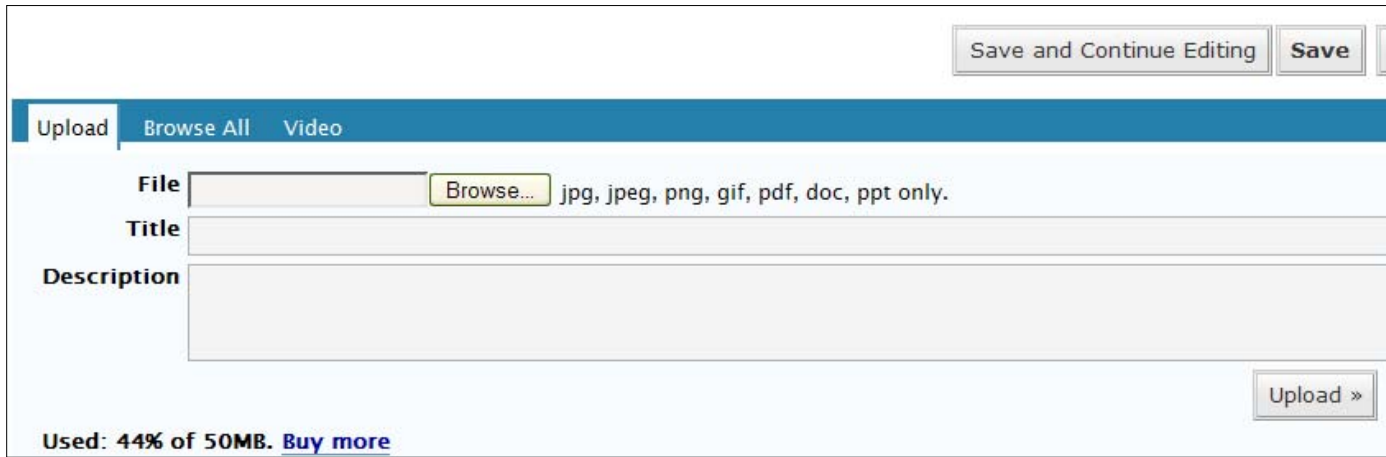 Save and Continue Editing Save
Upload Browse All Video
File Browse... jpg, jpeg, png, gif, pdf, doc, ppt only.
Title
Description
Upload »
Used: 44% of 50MB. Buy more